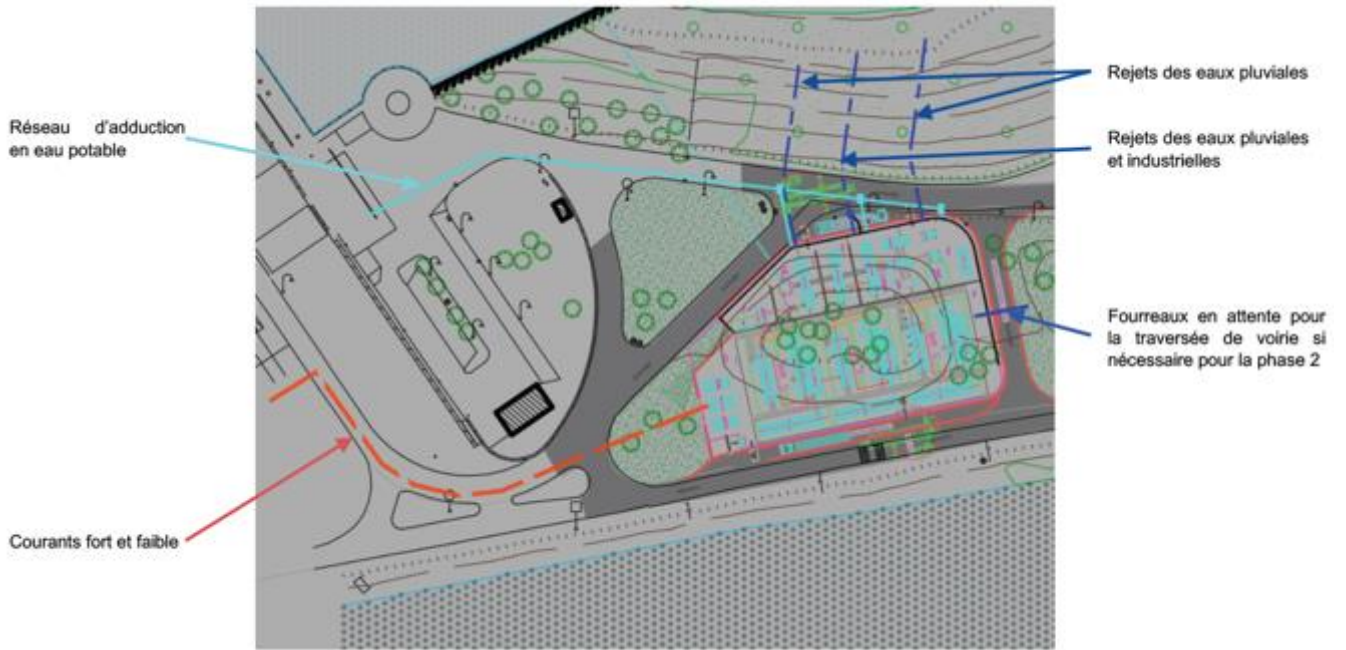 Réseau d'adduction
en eau potable
Courants fort et faible
Rejets des eaux pluviales
Rejets des eaux pluviales
et industrielles
Fourreaux en attente pour
la traversée de voirie si
nécessaire pour la phase 2